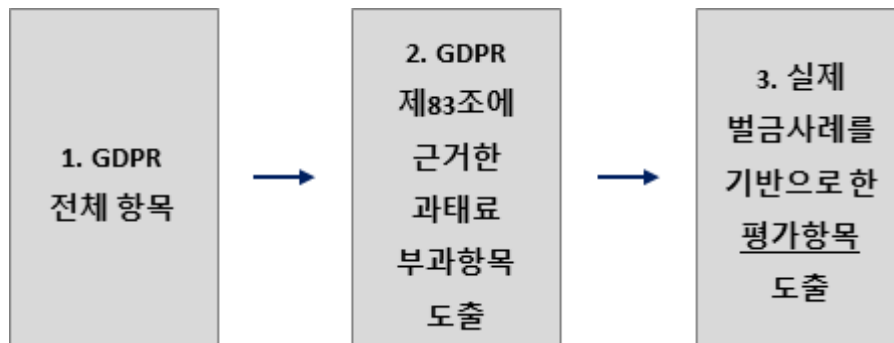 1. GDPR
전체 항목
2. GDPR
제83조에
근거한
과태료
부과항목
도출
3. 실제
벌금사례를
기반으로 한
평가항목
도출